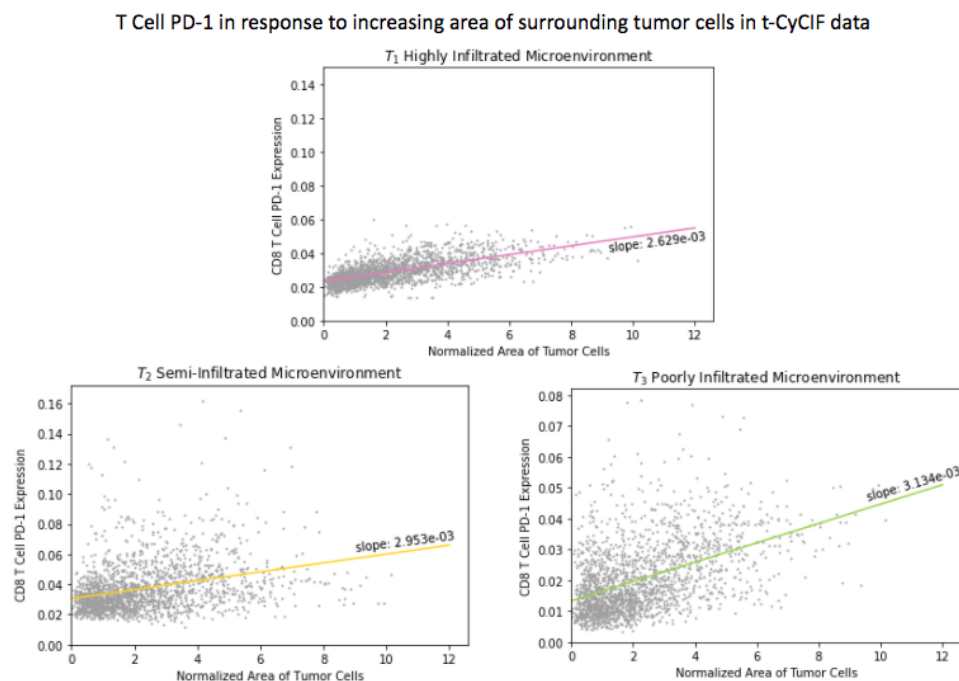 T Cell PD-1 in response to increasing area of surrounding tumor cells in t-CyCIF data
T₁ Highly Infiltrated Microenvironment
CD8 T Cell PD-1 Expression
0.14
0.12
0.10
0.08
0.06
0.04
0.02
0.00
slope: 2.629e-03
0 2 4 6 8 10 12
Normalized Area of Tumor Cells
T₂ Semi-Infiltrated Microenvironment
CD8 T Cell PD-1 Expression
0.16
0.14
0.12
0.10
0.08
0.06
0.04
0.02
0.00
slope: 2.953e-03
0 2 4 6 8 10 12
Normalized Area of Tumor Cells
T₃ Poorly Infiltrated Microenvironment
CD8 T Cell PD-1 Expression
0.08
0.07
0.06
0.05
0.04
0.03
0.02
0.01
0.00
slope: 3.134e-03
0 2 4 6 8 10 12
Normalized Area of Tumor Cells